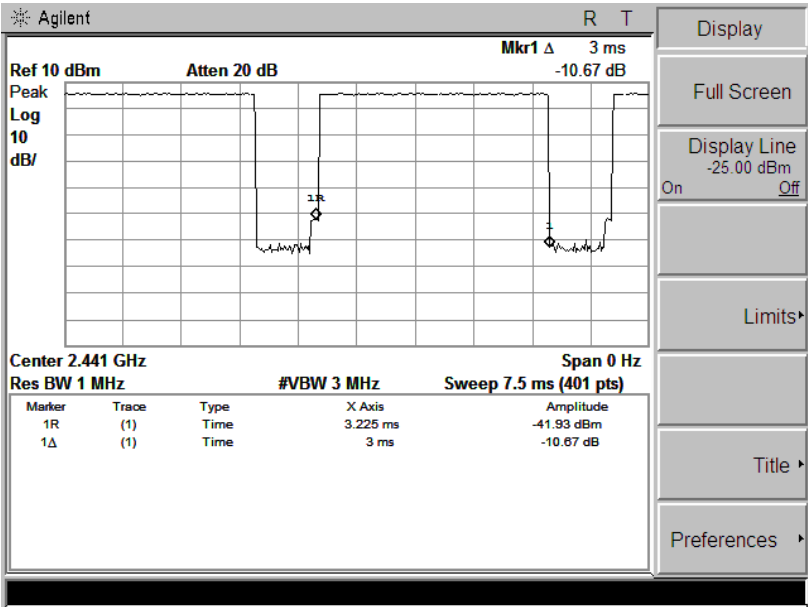 Agilent R T
Mkr1 Δ 3 ms
Ref 10 dBm Atten 20 dB -10.67 dB
Peak
Log
10
dB/
1R
1
Center 2.441 GHz Span 0 Hz
Res BW 1 MHz #VBW 3 MHz Sweep 7.5 ms (401 pts)
Marker Trace Type X Axis Amplitude
1R (1) Time 3.225 ms -41.93 dBm
1Δ (1) Time 3 ms -10.67 dB
Display
Full Screen
Display Line
-25.00 dBm
On Off
Limits
Title
Preferences